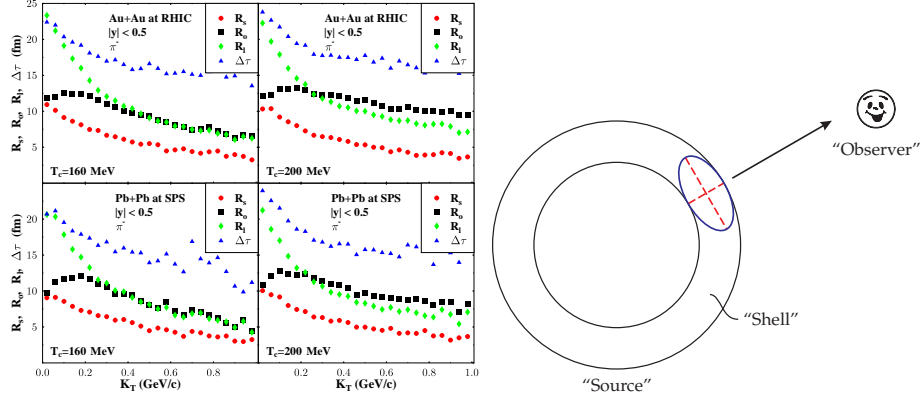 Au+Au at RHIC
|y| < 0.5
π⁻
R_s
R_o
R_l
Δτ
T_c=160 MeV
Au+Au at RHIC
|y| < 0.5
π⁻
R_s
R_o
R_l
Δτ
T_c=200 MeV
25
20
15
10
5
R_s, R_o, R_l, Δτ (fm)
Pb+Pb at SPS
|y| < 0.5
π⁻
R_s
R_o
R_l
Δτ
T_c=160 MeV
Pb+Pb at SPS
|y| < 0.5
π⁻
R_s
R_o
R_l
Δτ
T_c=200 MeV
20
15
10
5
R_s, R_o, R_l, Δτ (fm)
0.0 0.2 0.4 0.6 0.8 0.2 0.4 0.6 0.8 1.0
K_T (GeV/c)
K_T (GeV/c)
“Observer”
“Shell”
“Source”